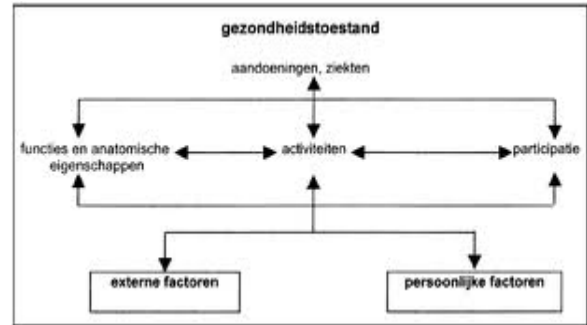 gezondheidstoestand
aandoeningen, ziekten
functies en anatomische
eigenschappen
activiteiten
participatie
externe factoren
persoonlijke factoren